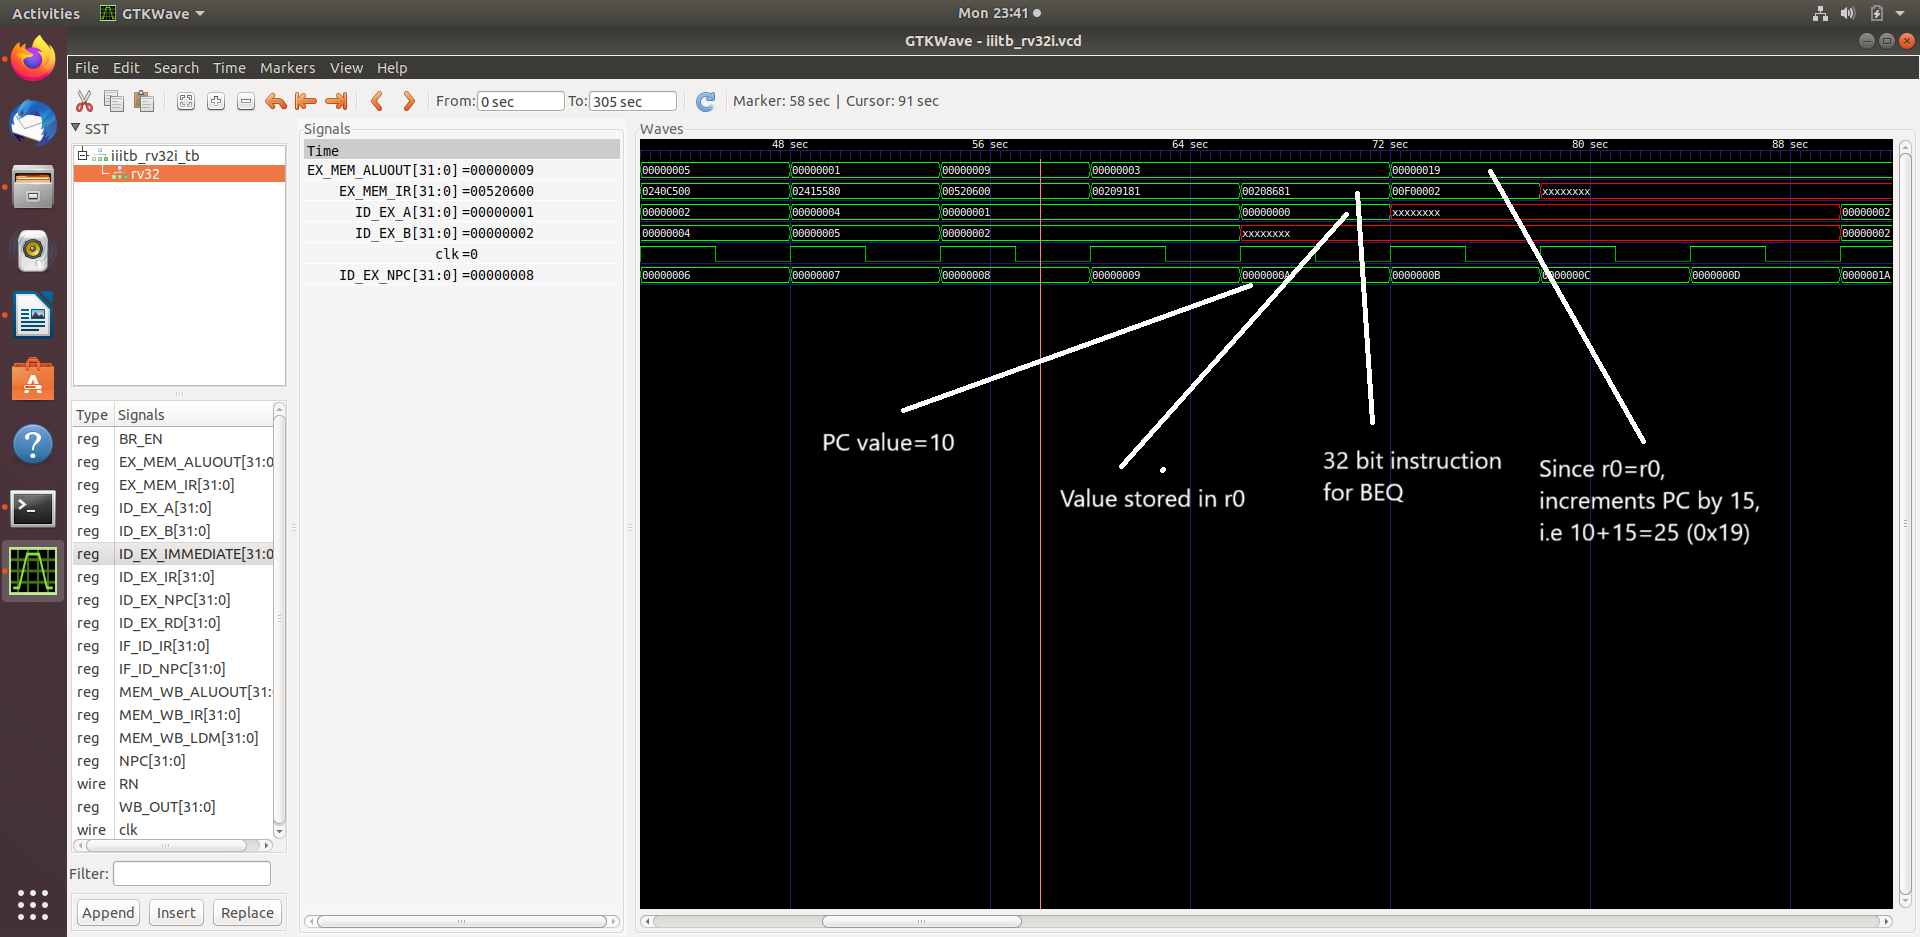 Activities GTKWave Mon 23:41
GTKWave - iiitb_rv32i.vcd
File Edit Search Time Markers View Help
From: 0 sec To: 305 sec Marker: 58 sec | Cursor: 91 sec
SST
iiitb_rv32i_tb
rv32
Type Signals
reg BR_EN
reg EX_MEM_ALUOUT[31:0
reg EX_MEM_IR[31:0]
reg ID_EX_A[31:0]
reg ID_EX_B[31:0]
reg ID_EX_IMMEDIATE[31:0
reg ID_EX_IR[31:0]
reg ID_EX_NPC[31:0]
reg ID_EX_RD[31:0]
reg IF_ID_IR[31:0]
reg IF_ID_NPC[31:0]
reg MEM_WB_ALUOUT[31:
reg MEM_WB_IR[31:0]
reg MEM_WB_LDM[31:0]
reg NPC[31:0]
wire RN
reg WB_OUT[31:0]
wire clk
Filter:
Append Insert Replace
Signals
Time
EX_MEM_ALUOUT[31:0] =00000009
EX_MEM_IR[31:0] =00520600
ID_EX_A[31:0] =00000001
ID_EX_B[31:0] =00000002
clk =0
ID_EX_NPC[31:0] =00000008
Waves
48 sec 56 sec 64 sec 72 sec 80 sec 88 sec
00000005 00000001 00000009 00000003 00000019
0240C500 02415580 00520600 00209181 00208681 00F00002 xxxxxxxx
00000002 00000004 00000001 00000000 xxxxxxxx 00000002
00000004 00000005 00000002 xxxxxxxx 00000002
00000006 00000007 00000008 00000009 0000000A 0000000B 0000000C 0000000D 0000001A
PC value=10
Value stored in r0
32 bit instruction
for BEQ
Since r0=r0,
increments PC by 15,
i.e 10+15=25 (0x19)